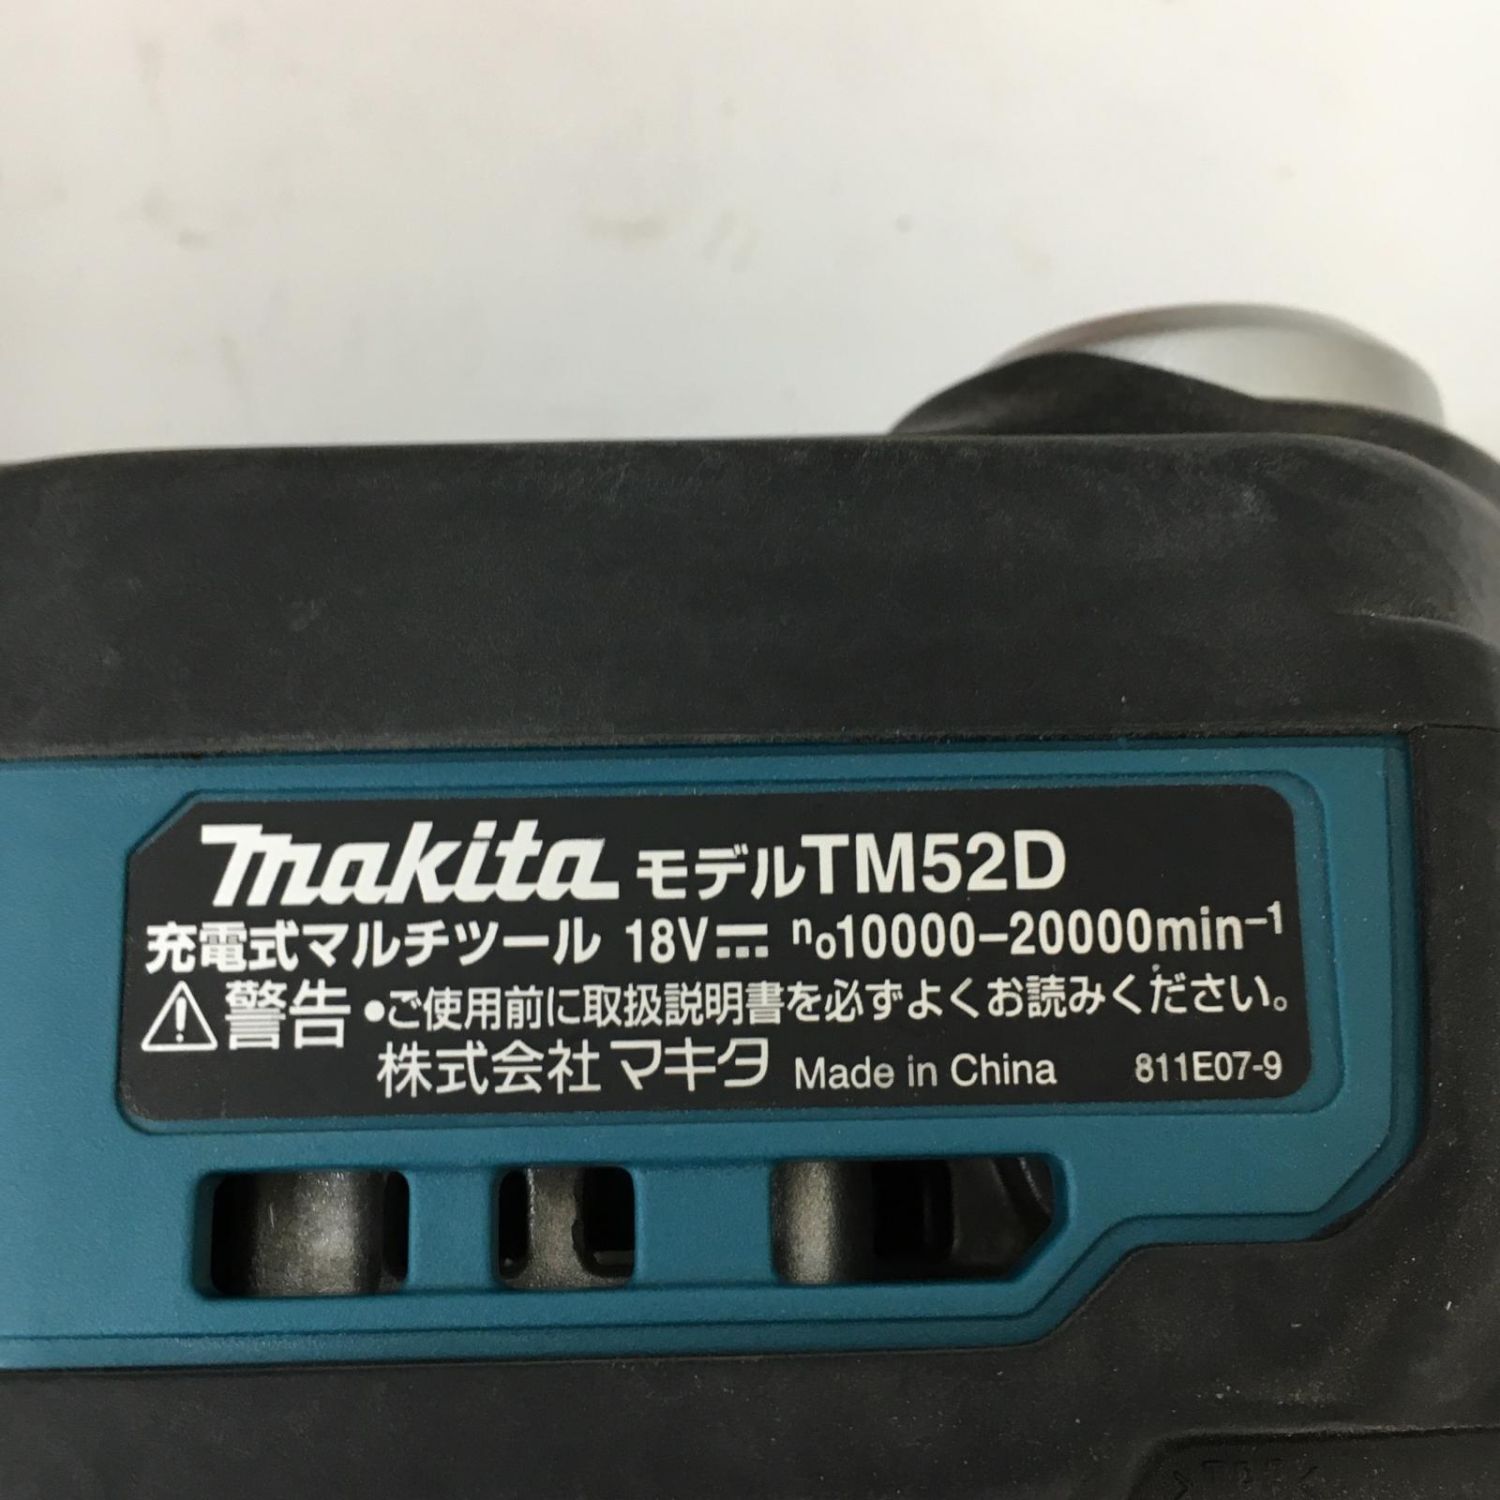 makita モデルTM52D
充電式マルチツール 18V⎓ n₀10000–20000min⁻¹
⚠警告 •ご使用前に取扱説明書を必ずよくお読みください。
株式会社マキタ Made in China 811E07-9